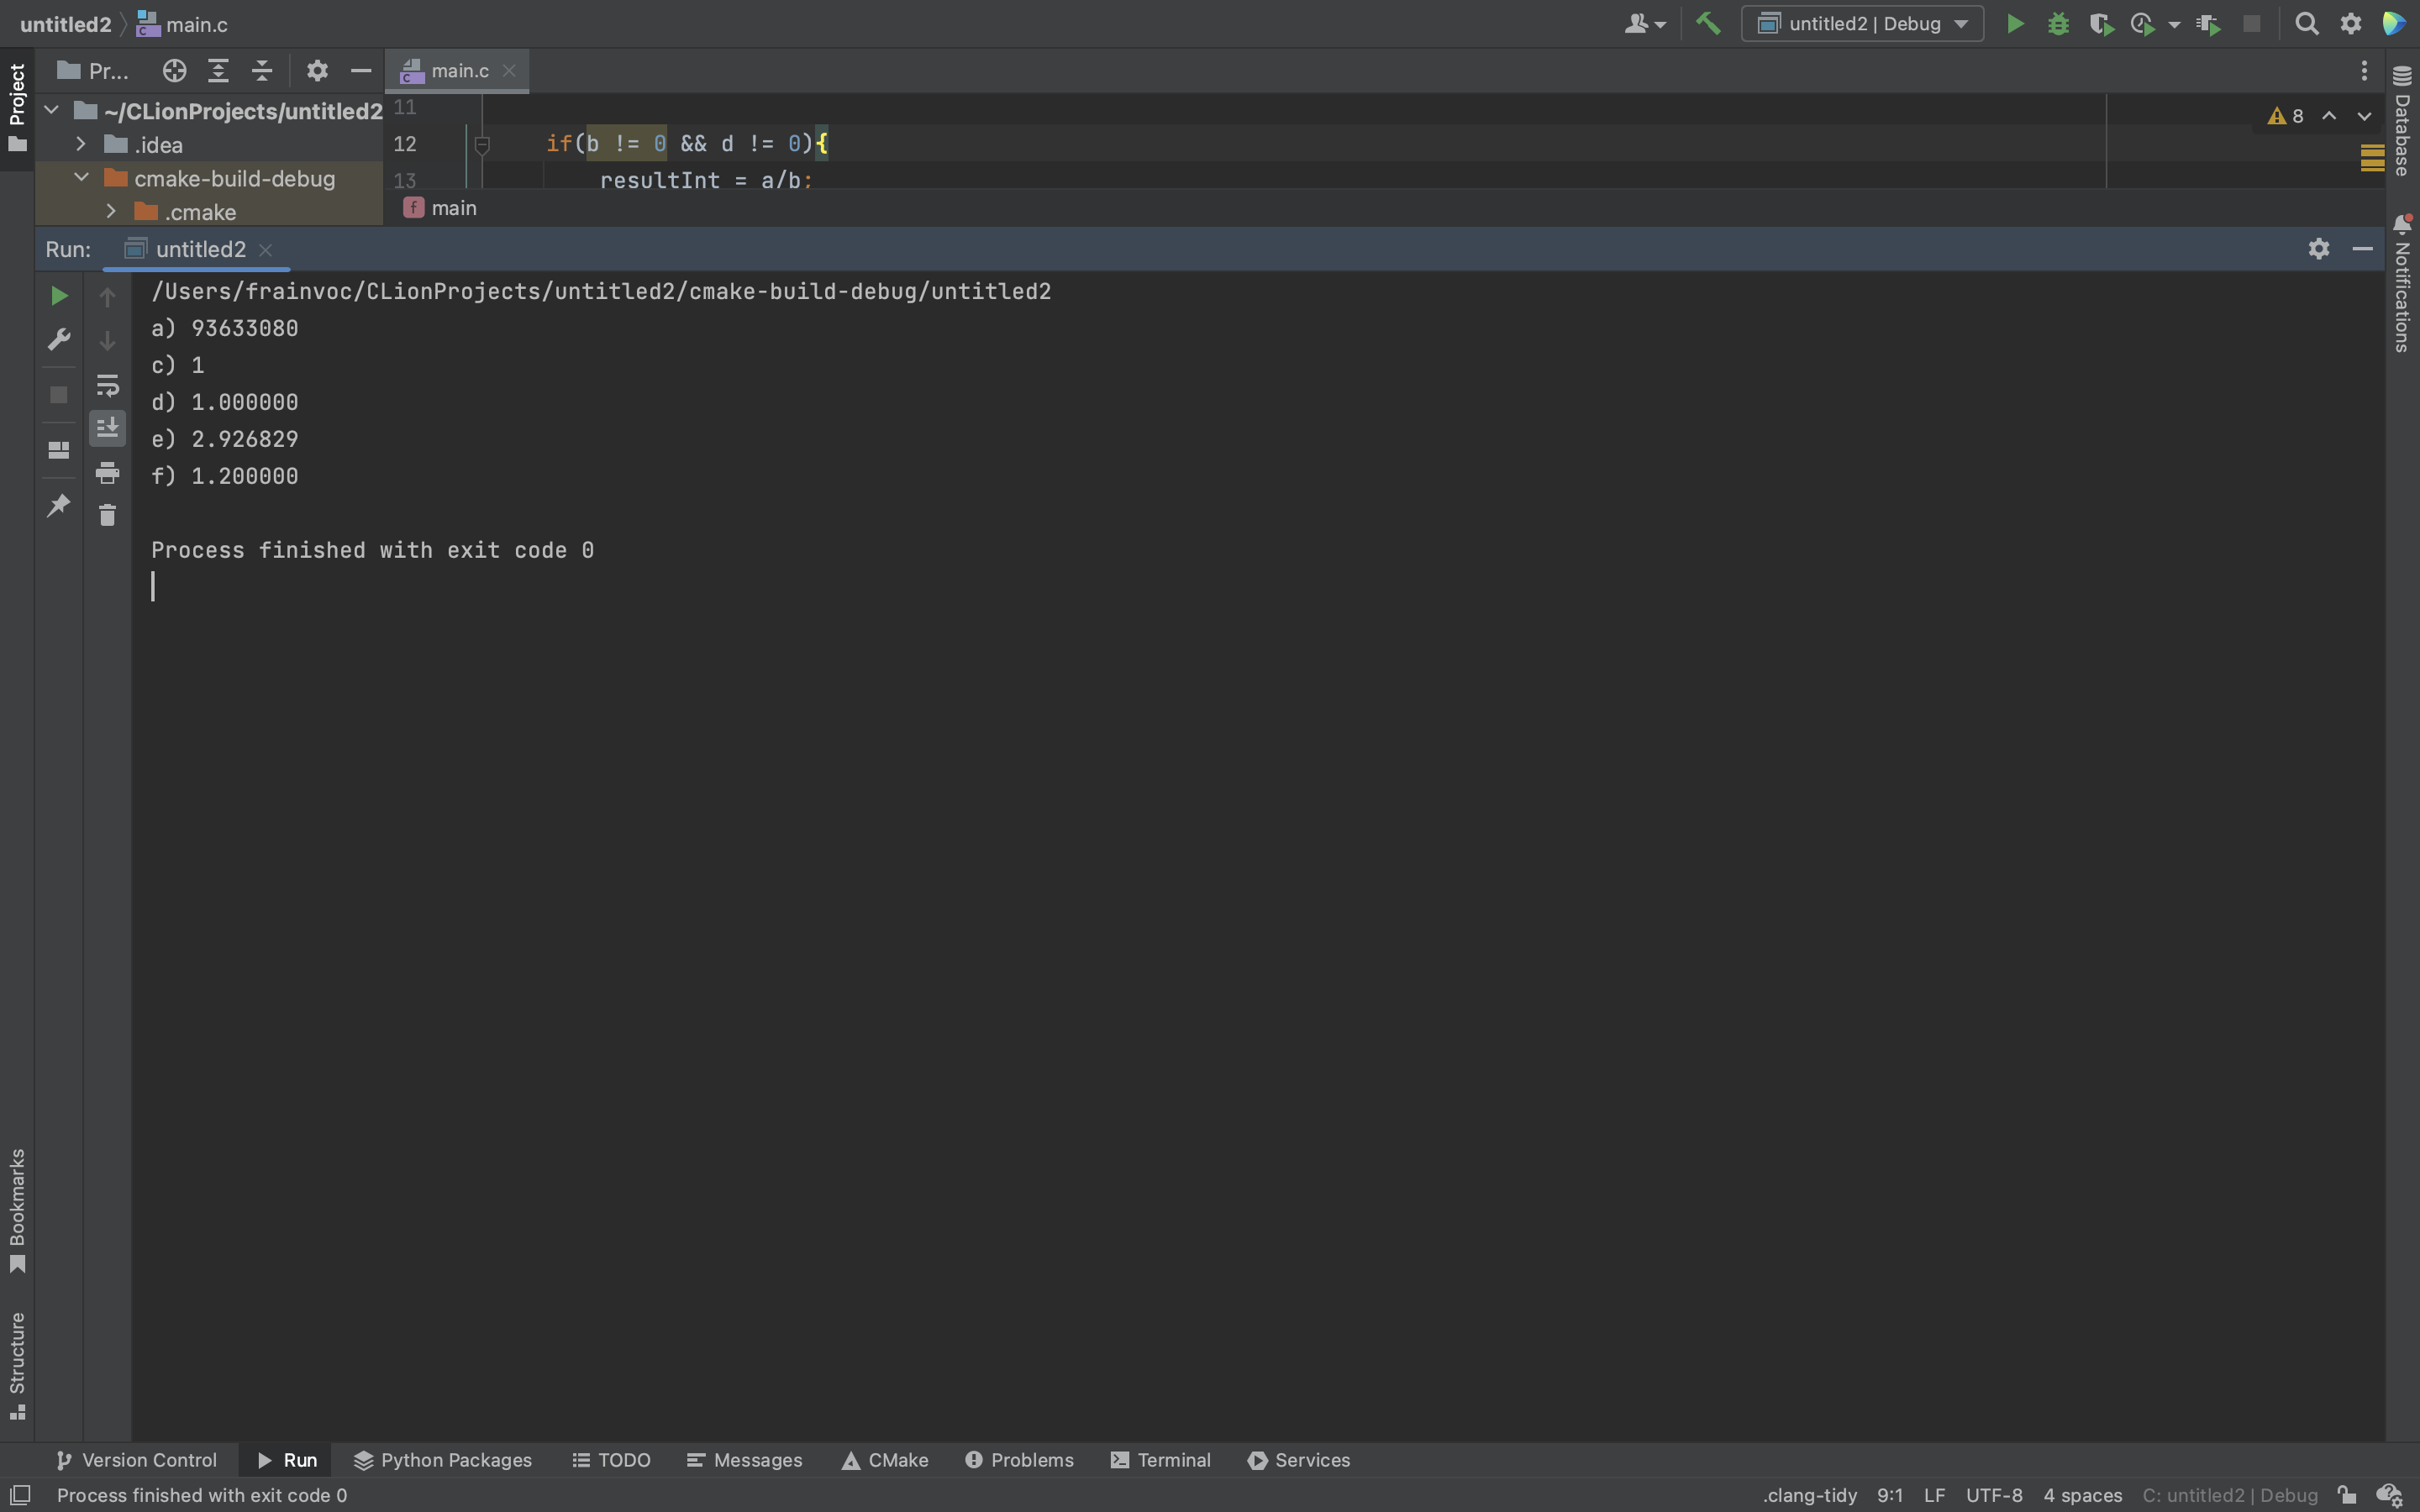 untitled2 main.c
untitled2 | Debug
Project
Pr...
main.c
~/CLionProjects/untitled2
.idea
cmake-build-debug
.cmake
11
12 if(b != 0 && d != 0){
13 resultInt = a/b;
8
main
Database
Notifications
Run: untitled2
/Users/frainvoc/CLionProjects/untitled2/cmake-build-debug/untitled2
a) 93633080
c) 1
d) 1.000000
e) 2.926829
f) 1.200000
Process finished with exit code 0
Bookmarks
Structure
Version Control Run Python Packages TODO Messages CMake Problems Terminal Services
Process finished with exit code 0 .clang-tidy 9:1 LF UTF-8 4 spaces C: untitled2 | Debug